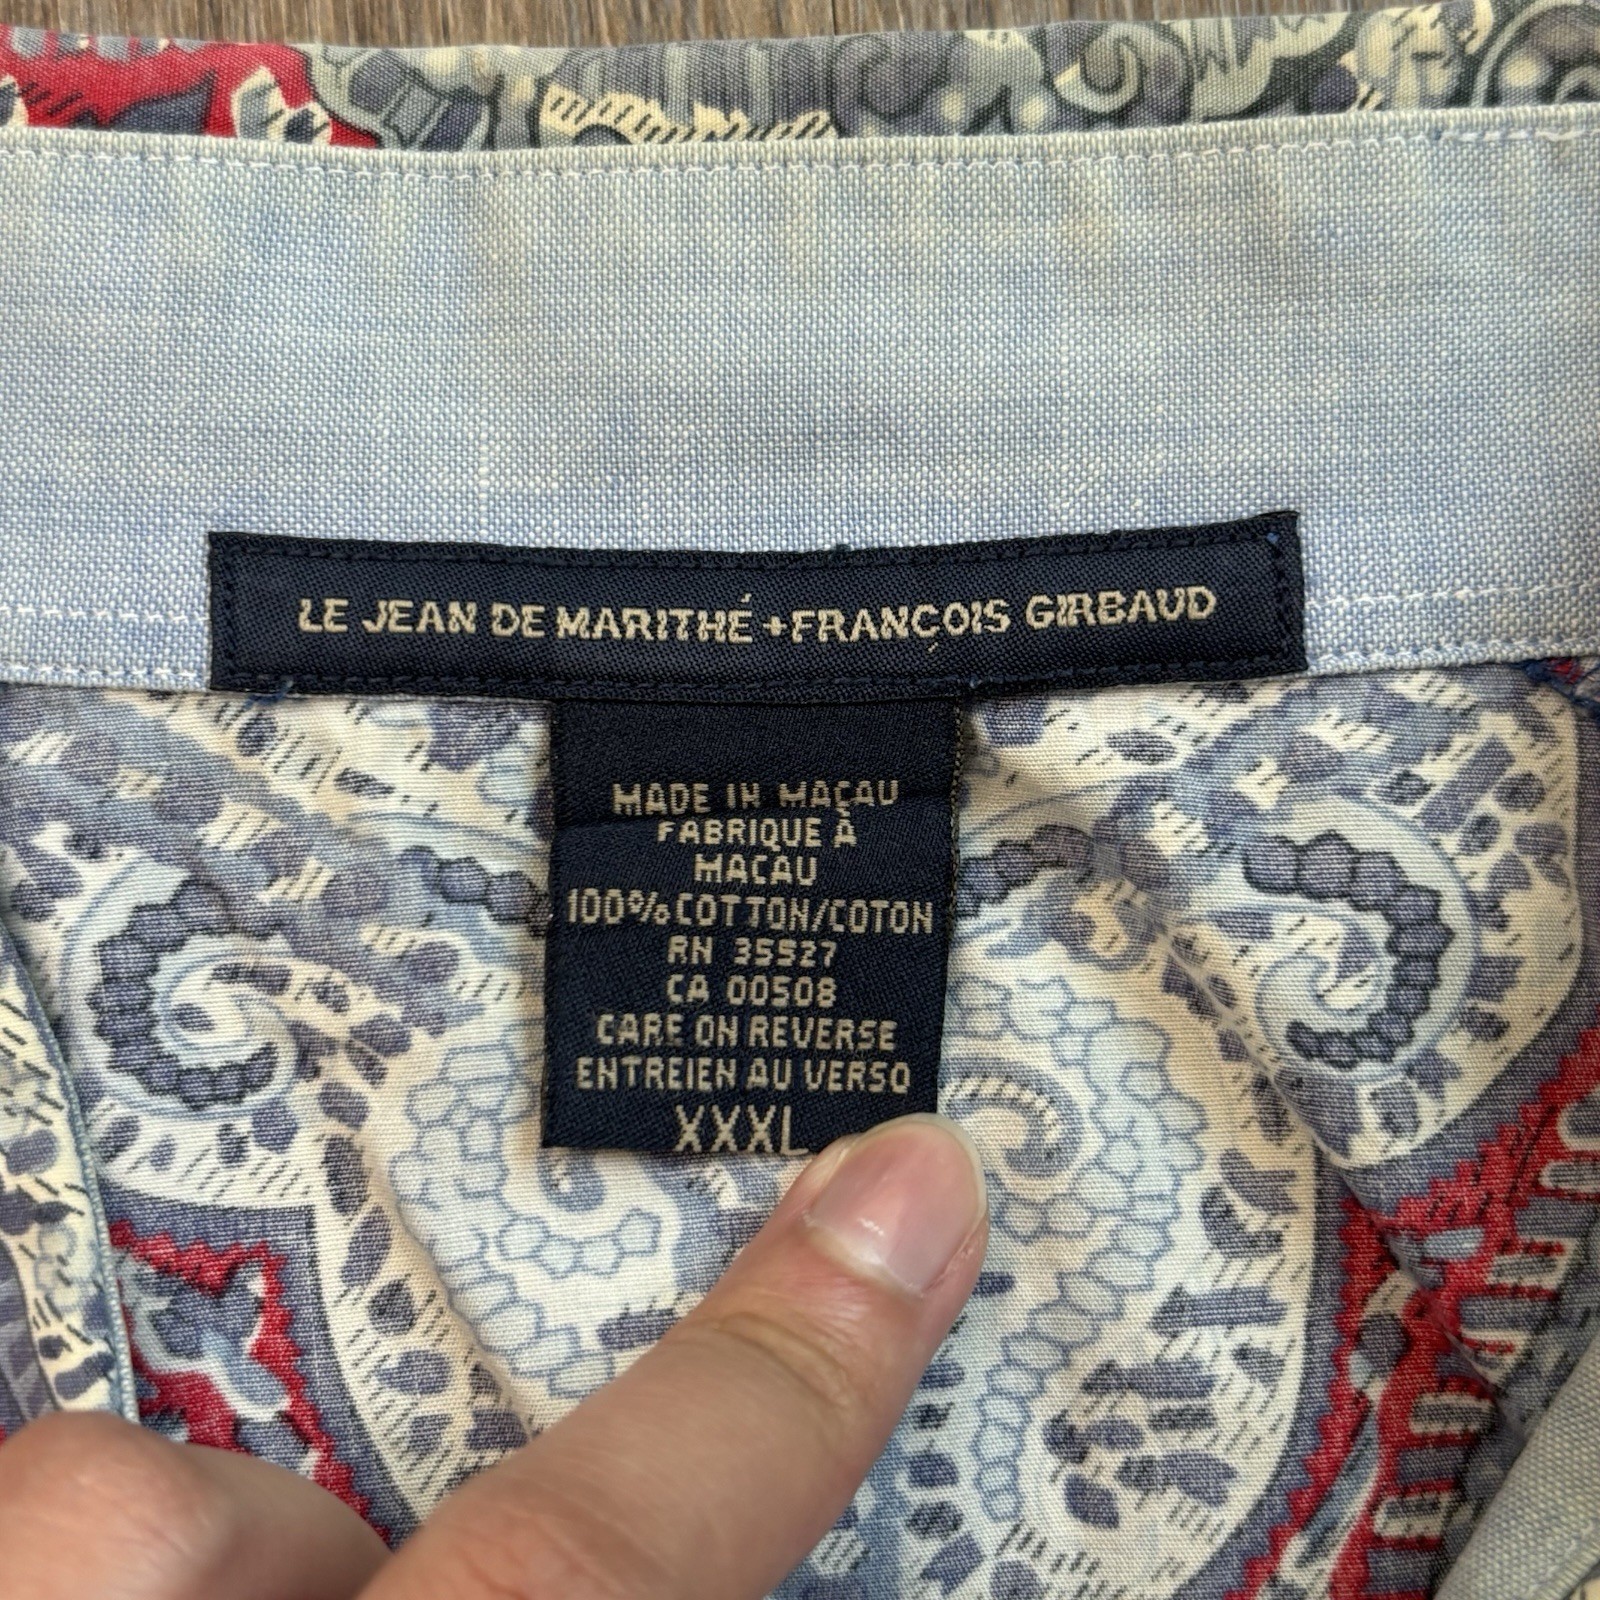 LE JEAN DE MARITHÉ +FRANÇOIS GIRBAUD
MADE IN MAÇAU
FABRIQUE À
MACAU
100% COTTON/COTON
RN 35527
CA 00508
CARE ON REVERSE
ENTREIEN AU VERSO
XXXL